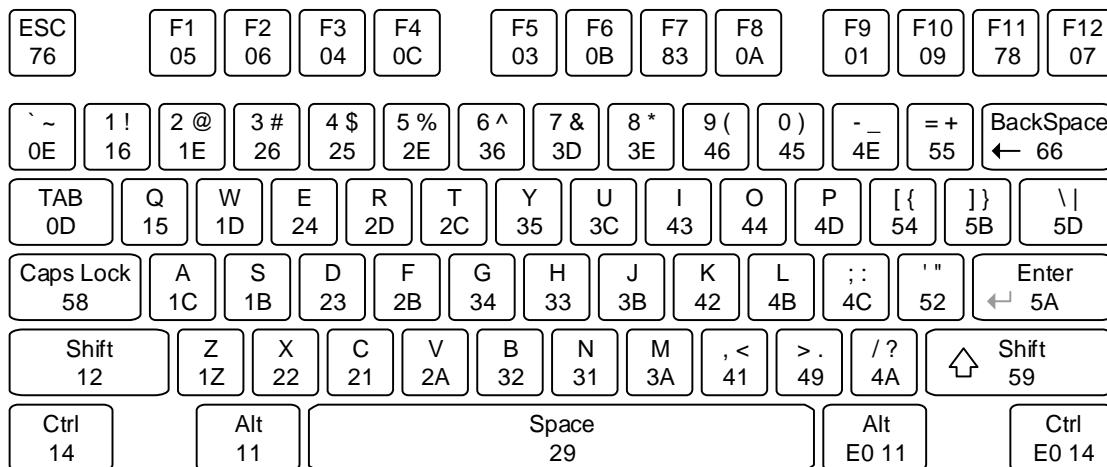 ESC F1 F2 F3 F4 F5 F6 F7 F8 F9 F10 F11 F12
76 05 06 04 0C 03 0B 83 0A 01 09 78 07
` ~ 1 ! 2 @ 3 # 4 $ 5 % 6 ^ 7 & 8 * 9 ( 0 ) - _ = + BackSpace
0E 16 1E 26 25 2E 36 3D 3E 46 45 4E 55 ← 66
TAB Q W E R T Y U I O P [ { ] } \ |
0D 15 1D 24 2D 2C 35 3C 43 44 4D 54 5B 5D
Caps Lock A S D F G H J K L ; : ' " Enter
58 1C 1B 23 2B 34 33 3B 42 4B 4C 52 ↵ 5A
Shift Z X C V B N M , < > . / ? Shift
12 1Z 22 21 2A 32 31 3A 41 49 4A 59
Ctrl Alt Space Alt Ctrl
14 11 29 E0 11 E0 14